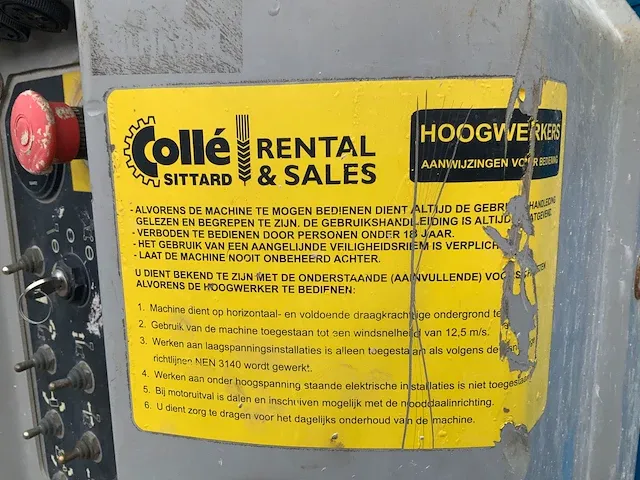 Collé
SITTARD
RENTAL
& SALES
HOOGWERKERS
AANWIJZINGEN VOOR BEDIENING
- ALVORENS DE MACHINE TE MOGEN BEDIENEN DIENT ALTIJD DE GEBRUIKSHANDLEIDING
GELEZEN EN BEGREPEN TE ZIJN. DE GEBRUIKSHANDLEIDING IS ALTIJD
- VERBODEN TE BEDIENEN DOOR PERSONEN ONDER 18 JAAR.
- HET GEBRUIK VAN EEN AANGELIJNDE VEILIGHEIDSRIEM IS VERPLICHT
- LAAT DE MACHINE NOOIT ONBEHEERD ACHTER.
U DIENT BEKEND TE ZIJN MET DE ONDERSTAANDE (AANVULLENDE)
ALVORENS DE HOOGWERKER TE BEDIENEN:
1. Machine dient op horizontaal- en voldoende draagkrachtige ondergrond
2. Gebruik van de machine toegestaan tot een windsnelheid van 12,5 m/s.
3. Werken aan laagspanningsinstallaties is alleen toegestaan als volgens de
richtlijnen NEN 3140 wordt gewerkt.
4. Werken aan onder hoogspanning staande elektrische installaties is niet toegestaan
5. Bij motoruitval is dalen en inschuiven mogelijk met de nooddaalinrichting.
6. U dient zorg te dragen voor het dagelijks onderhoud van de machine.